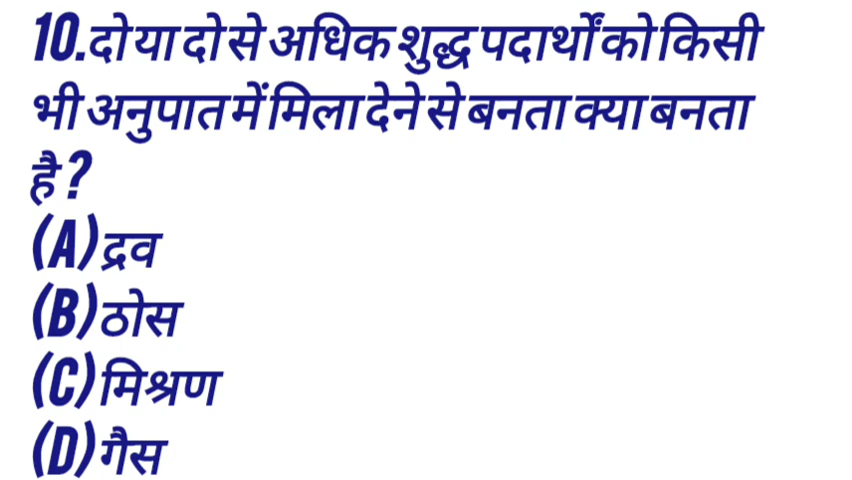 10.दो या दो से अधिक शुद्ध पदार्थों को किसी
भी अनुपात में मिला देने से बनता क्या बनता
है ?
(A) द्रव
(B) ठोस
(C) मिश्रण
(D) गैस